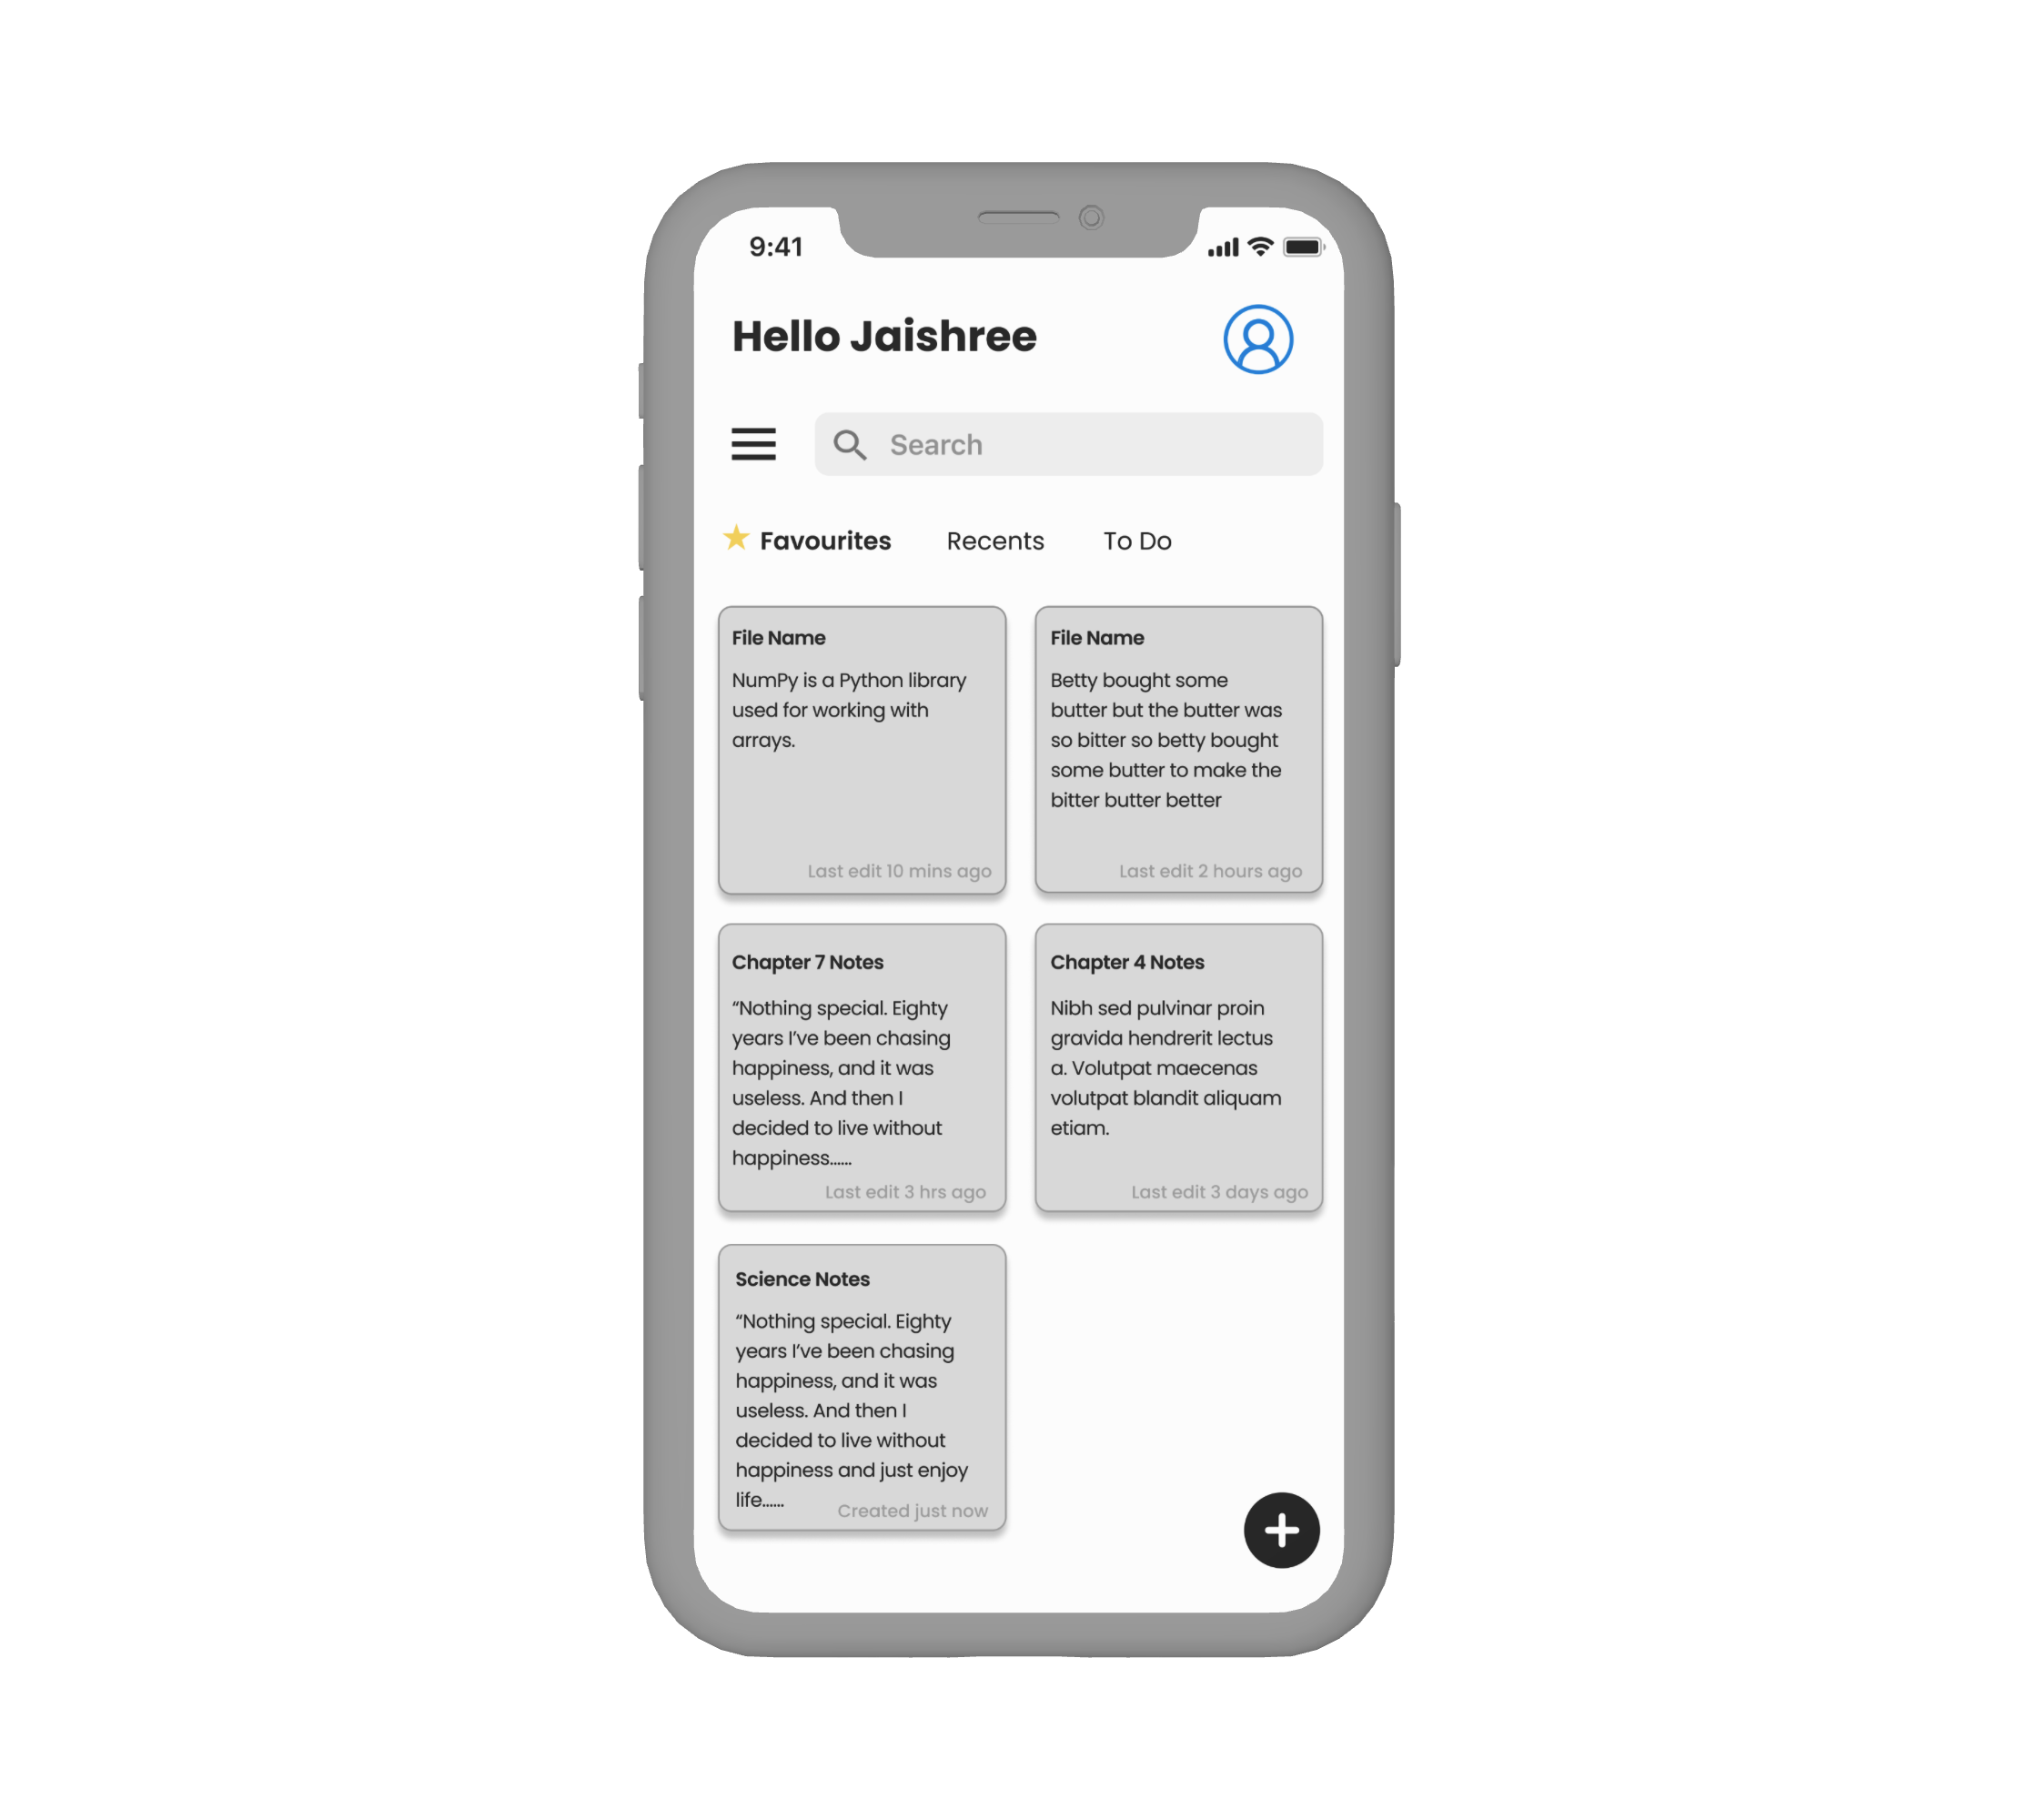 9:41
Hello Jaishree
Search
Favourites Recents To Do
File Name
NumPy is a Python library
used for working with
arrays.
Last edit 10 mins ago
File Name
Betty bought some
butter but the butter was
so bitter so betty bought
some butter to make the
bitter butter better
Last edit 2 hours ago
Chapter 7 Notes
“Nothing special. Eighty
years I’ve been chasing
happiness, and it was
useless. And then I
decided to live without
happiness......
Last edit 3 hrs ago
Chapter 4 Notes
Nibh sed pulvinar proin
gravida hendrerit lectus
a. Volutpat maecenas
volutpat blandit aliquam
etiam.
Last edit 3 days ago
Science Notes
“Nothing special. Eighty
years I’ve been chasing
happiness, and it was
useless. And then I
decided to live without
happiness and just enjoy
life......
Created just now